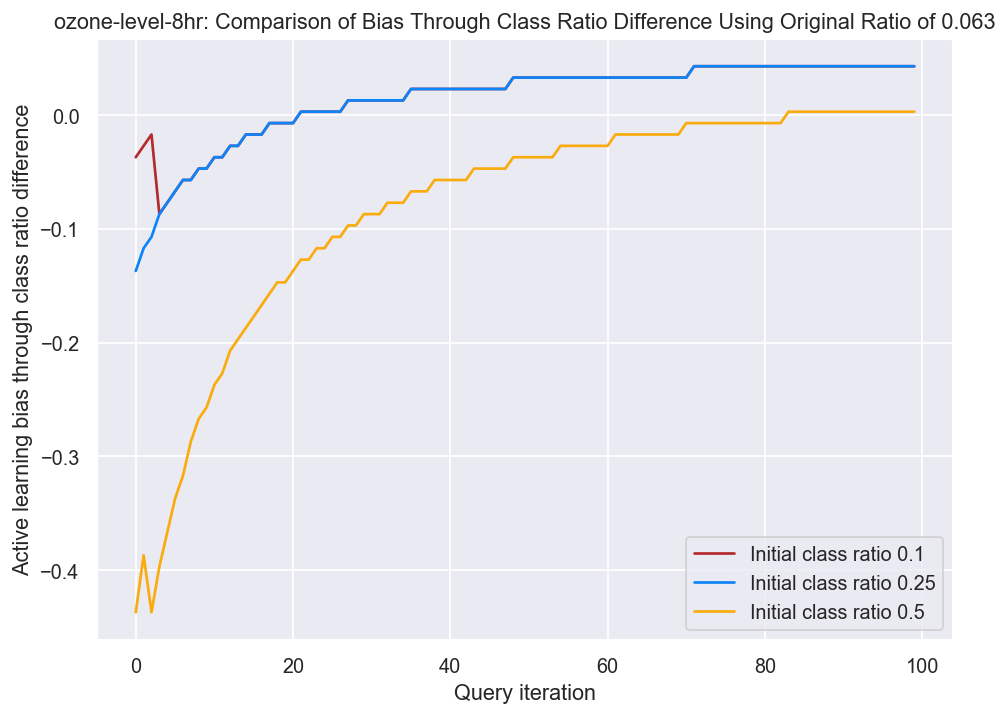 ozone-level-8hr: Comparison of Bias Through Class Ratio Difference Using Original Ratio of 0.063
Active learning bias through class ratio difference
0.0
−0.1
−0.2
−0.3
−0.4
Initial class ratio 0.1
Initial class ratio 0.25
Initial class ratio 0.5
0 20 40 60 80 100
Query iteration